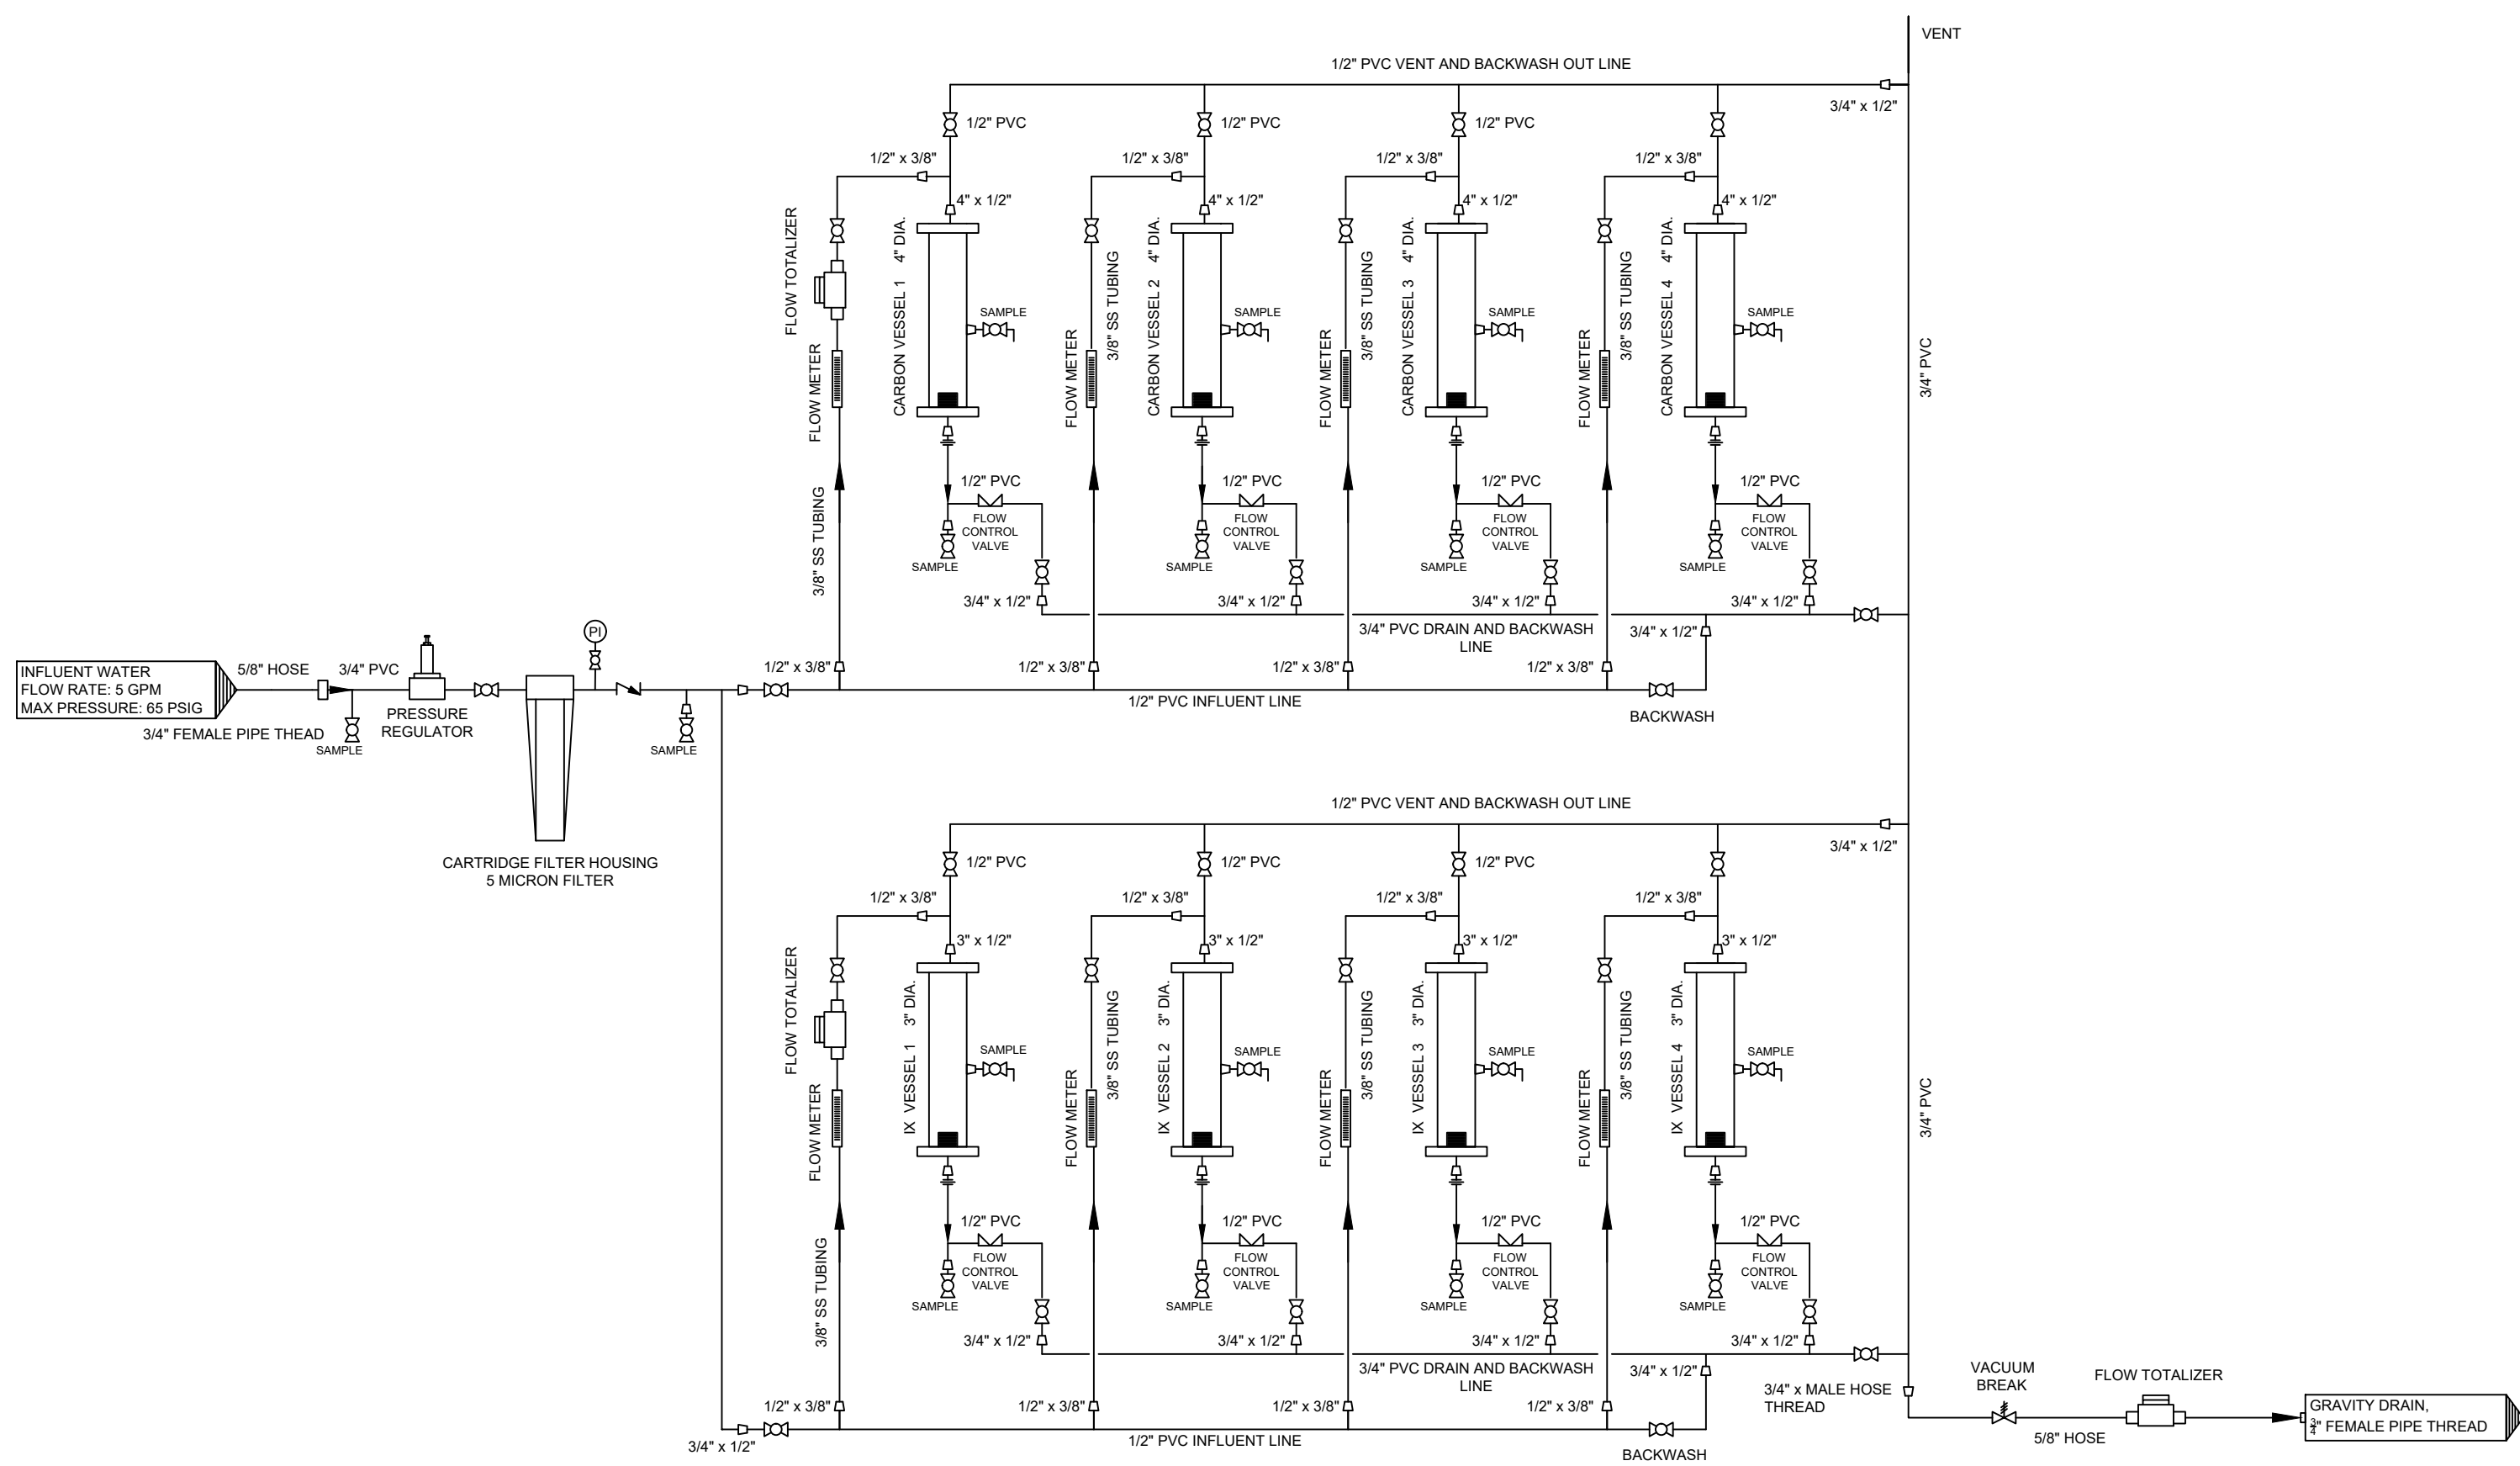 VENT
1/2" PVC VENT AND BACKWASH OUT LINE
3/4" x 1/2"
1/2" PVC
1/2" PVC
1/2" PVC
1/2" x 3/8"
1/2" x 3/8"
1/2" x 3/8"
1/2" x 3/8"
4" x 1/2"
4" x 1/2"
4" x 1/2"
4" x 1/2"
FLOW TOTALIZER
FLOW METER
CARBON VESSEL 1 4" DIA.
SAMPLE
FLOW METER
3/8" SS TUBING
CARBON VESSEL 2 4" DIA.
SAMPLE
FLOW METER
3/8" SS TUBING
CARBON VESSEL 3 4" DIA.
SAMPLE
FLOW METER
3/8" SS TUBING
CARBON VESSEL 4 4" DIA.
SAMPLE
3/4" PVC
3/8" SS TUBING
1/2" PVC
FLOW
CONTROL
VALVE
SAMPLE
1/2" PVC
FLOW
CONTROL
VALVE
SAMPLE
1/2" PVC
FLOW
CONTROL
VALVE
SAMPLE
1/2" PVC
FLOW
CONTROL
VALVE
SAMPLE
3/4" x 1/2"
3/4" x 1/2"
3/4" x 1/2"
3/4" x 1/2"
3/4" PVC DRAIN AND BACKWASH
LINE
3/4" x 1/2"
PI
INFLUENT WATER
FLOW RATE: 5 GPM
MAX PRESSURE: 65 PSIG
5/8" HOSE
3/4" PVC
3/4" FEMALE PIPE THEAD
SAMPLE
PRESSURE
REGULATOR
SAMPLE
CARTRIDGE FILTER HOUSING
5 MICRON FILTER
1/2" x 3/8"
1/2" x 3/8"
1/2" x 3/8"
1/2" x 3/8"
1/2" PVC INFLUENT LINE
BACKWASH
1/2" PVC VENT AND BACKWASH OUT LINE
3/4" x 1/2"
1/2" PVC
1/2" PVC
1/2" PVC
1/2" x 3/8"
1/2" x 3/8"
1/2" x 3/8"
1/2" x 3/8"
3" x 1/2"
3" x 1/2"
3" x 1/2"
3" x 1/2"
FLOW TOTALIZER
FLOW METER
IX VESSEL 1 3" DIA.
SAMPLE
FLOW METER
3/8" SS TUBING
IX VESSEL 2 3" DIA.
SAMPLE
FLOW METER
3/8" SS TUBING
IX VESSEL 3 3" DIA.
SAMPLE
FLOW METER
3/8" SS TUBING
IX VESSEL 4 3" DIA.
SAMPLE
3/4" PVC
3/8" SS TUBING
1/2" PVC
FLOW
CONTROL
VALVE
SAMPLE
1/2" PVC
FLOW
CONTROL
VALVE
SAMPLE
1/2" PVC
FLOW
CONTROL
VALVE
SAMPLE
1/2" PVC
FLOW
CONTROL
VALVE
SAMPLE
3/4" x 1/2"
3/4" x 1/2"
3/4" x 1/2"
3/4" x 1/2"
3/4" PVC DRAIN AND BACKWASH
LINE
3/4" x 1/2"
1/2" x 3/8"
1/2" x 3/8"
1/2" x 3/8"
1/2" x 3/8"
3/4" x 1/2"
1/2" PVC INFLUENT LINE
BACKWASH
3/4" x MALE HOSE
THREAD
VACUUM
BREAK
5/8" HOSE
FLOW TOTALIZER
GRAVITY DRAIN,
3/4" FEMALE PIPE THREAD